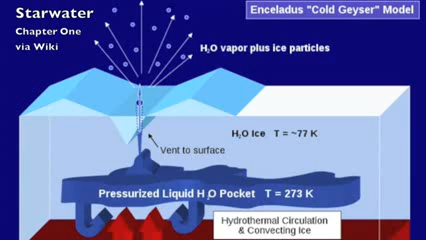 Starwater
Chapter One
via Wiki
Enceladus "Cold Geyser" Model
H₂O vapor plus ice particles
H₂O Ice T = ~77 K
Vent to surface
Pressurized Liquid H₂O Pocket T = 273 K
Hydrothermal Circulation
& Convecting Ice